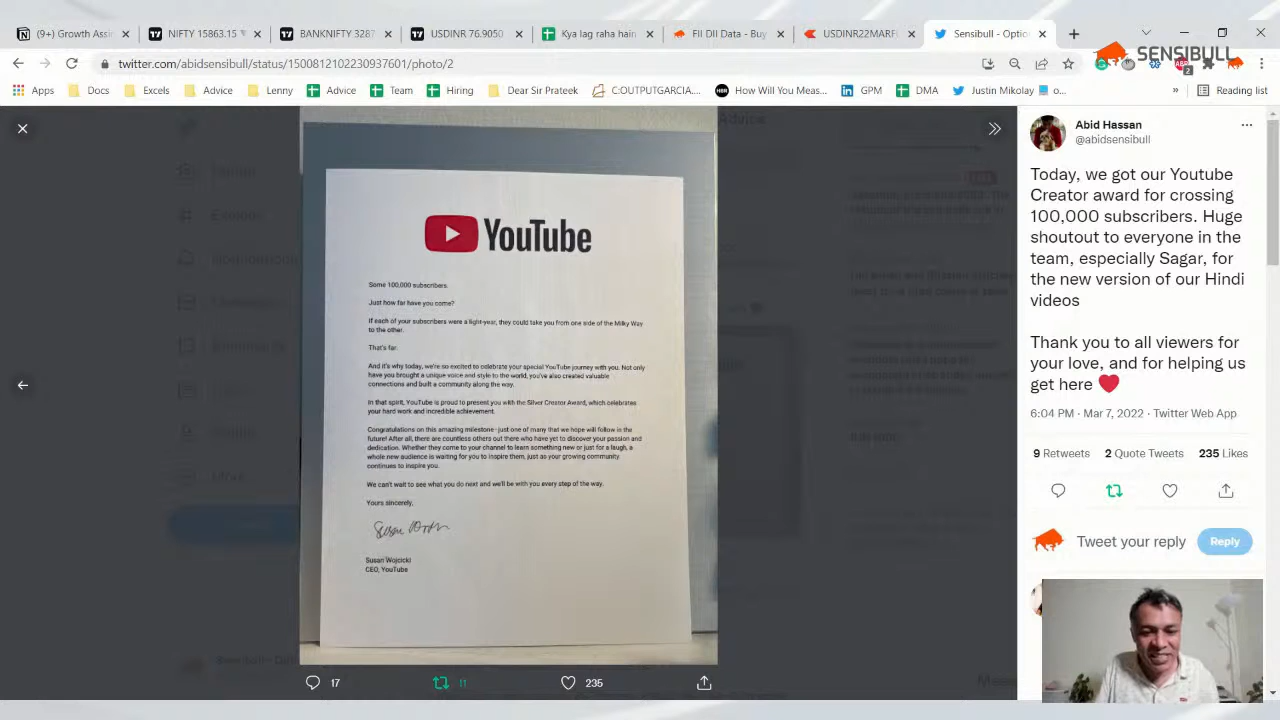 (9+) Growth Assi
NIFTY 15863.15
BANKNIFTY 3287
USDINR 76.9050
Kya lag raha hain
FII DII Data - Buy
USDINR22MARF
Sensibull - Optio
SENSIBULL
twitter.com/abidsensibull/status/1500812102230937601/photo/2
Apps
Docs
Excels
Advice
Lenny
Advice
Team
Hiring
Dear Sir Prateek
C:OUTPUTGARCIA...
How Will You Meas...
GPM
DMA
Justin Mikolay
o...
»
Reading list
YouTube
Some 100,000 subscribers.
Just how far have you come?
If each of your subscribers were a light-year, they could take you from one side of the Milky Way
to the other.
That's far.
And it's why today, we're so excited to celebrate your special YouTube journey with you. Not only
have you brought a unique voice and style to the world, you've also created valuable
connections and built a community along the way.
In that spirit, YouTube is proud to present you with the Silver Creator Award, which celebrates
your hard work and incredible achievement.
Congratulations on this amazing milestone - just one of many that we hope will follow in the
future! After all, there are countless others out there who have yet to discover your passion and
dedication. Whether they come to your channel to learn something new or just for a laugh, a
whole new audience is waiting for you to inspire them, just as your growing community
continues to inspire you.
We can't wait to see what you do next and we'll be with you every step of the way.
Yours sincerely,
Susan Wojcicki
CEO, YouTube
17
11
235
Abid Hassan
@abidsensibull
Today, we got our Youtube
Creator award for crossing
100,000 subscribers. Huge
shoutout to everyone in the
team, especially Sagar, for
the new version of our Hindi
videos
Thank you to all viewers for
your love, and for helping us
get here ❤️
6:04 PM · Mar 7, 2022 · Twitter Web App
9 Retweets 2 Quote Tweets 235 Likes
Tweet your reply
Reply